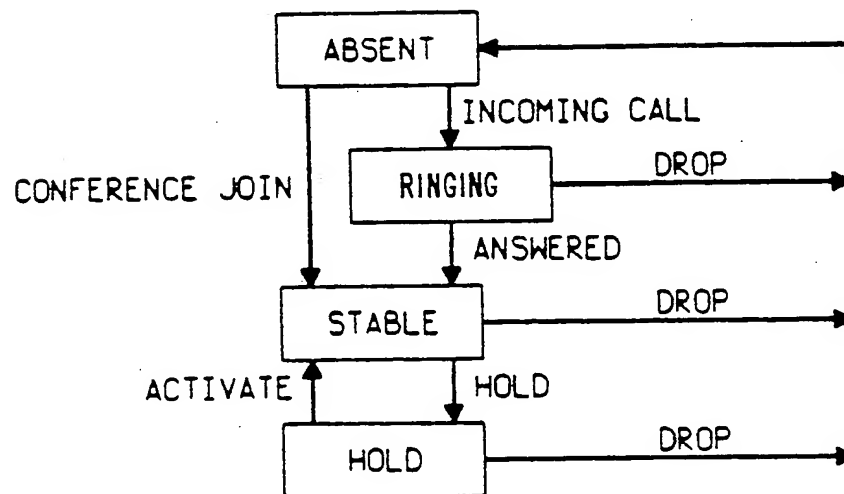 ABSENT
INCOMING CALL
CONFERENCE JOIN
RINGING
DROP
ANSWERED
STABLE
DROP
ACTIVATE
HOLD
HOLD
DROP